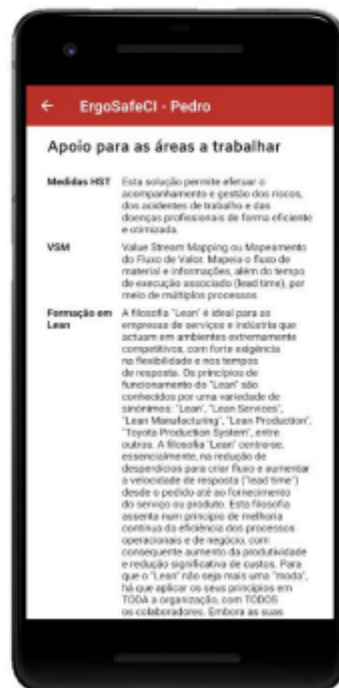 ErgoSafeCI - Pedro
Apoio para as áreas a trabalhar
Medidas HST
Esta solução permite efetuar o
acompanhamento e gestão dos riscos,
dos acidentes de trabalho e das
doenças profissionais de forma eficiente
e otimizada.
VSM
Value Stream Mapping ou Mapeamento
do Fluxo de Valor. Mapeia o fluxo de
material e informações, além do tempo
de execução associado (lead time), por
meio de múltiplos processos.
Formação em
Lean
A filosofia "Lean" é ideal para as
empresas de serviços e indústria que
actuam em ambientes extremamente
competitivos, com forte exigência
na flexibilidade e nos tempos
de resposta. Os princípios de
funcionamento do "Lean" são
conhecidos por uma variedade de
sinónimos: "Lean", "Lean Services",
"Lean Manufacturing", "Lean Production",
"Toyota Production System", entre
outros. A filosofia "Lean" centra-se,
essencialmente, na redução de
desperdícios para criar fluxo e aumentar
a velocidade de resposta ("lead time")
desde o pedido até ao fornecimento
do serviço ou produto. Esta filosofia
assenta num princípio de melhoria
contínua da eficiência dos processos
operacionais e de negócio, com
consequente aumento da produtividade
e redução significativa de custos. Para
que o "Lean" não seja mais uma "moda",
há que aplicar os seus princípios em
TODA a organização, com TODOS
os colaboradores. Embora as suas